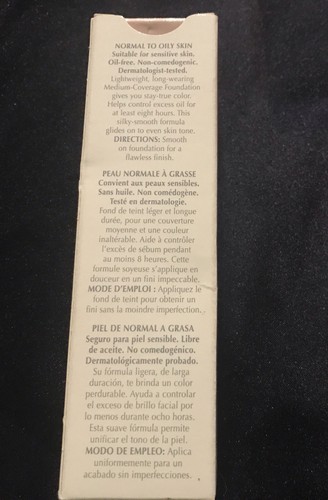 NORMAL TO OILY SKIN
Suitable for sensitive skin.
Oil-free. Non-comedogenic.
Dermatologist-tested.
Lightweight, long-wearing
Medium-Coverage Foundation
gives you stay-true color.
Helps control excess oil for
at least eight hours. This
silky-smooth formula
glides on to even skin tone.
DIRECTIONS: Smooth
on foundation for a
flawless finish.
PEAU NORMALE À GRASSE
Convient aux peaux sensibles.
Sans huile. Non comédogène.
Testé en dermatologie.
Fond de teint léger et longue
durée, pour une couverture
moyenne et une couleur
inaltérable. Aide à contrôler
l'excès de sébum pendant
au moins 8 heures. Cette
formule soyeuse s'applique en
douceur en un fini impeccable.
MODE D'EMPLOI : Appliquez le
fond de teint pour obtenir un
fini sans la moindre imperfection.
PIEL DE NORMAL A GRASA
Seguro para piel sensible. Libre
de aceite. No comedogénico.
Dermatológicamente probado.
Su fórmula ligera, de larga
duración, te brinda un color
perdurable. Ayuda a controlar
el exceso de brillo facial por
lo menos durante ocho horas.
Esta suave fórmula permite
unificar el tono de la piel.
MODO DE EMPLEO: Aplica
uniformemente para un
acabado sin imperfecciones.